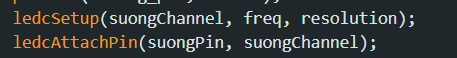 ledcSetup(suongChannel, freq, resolution);
ledcAttachPin(suongPin, suongChannel);